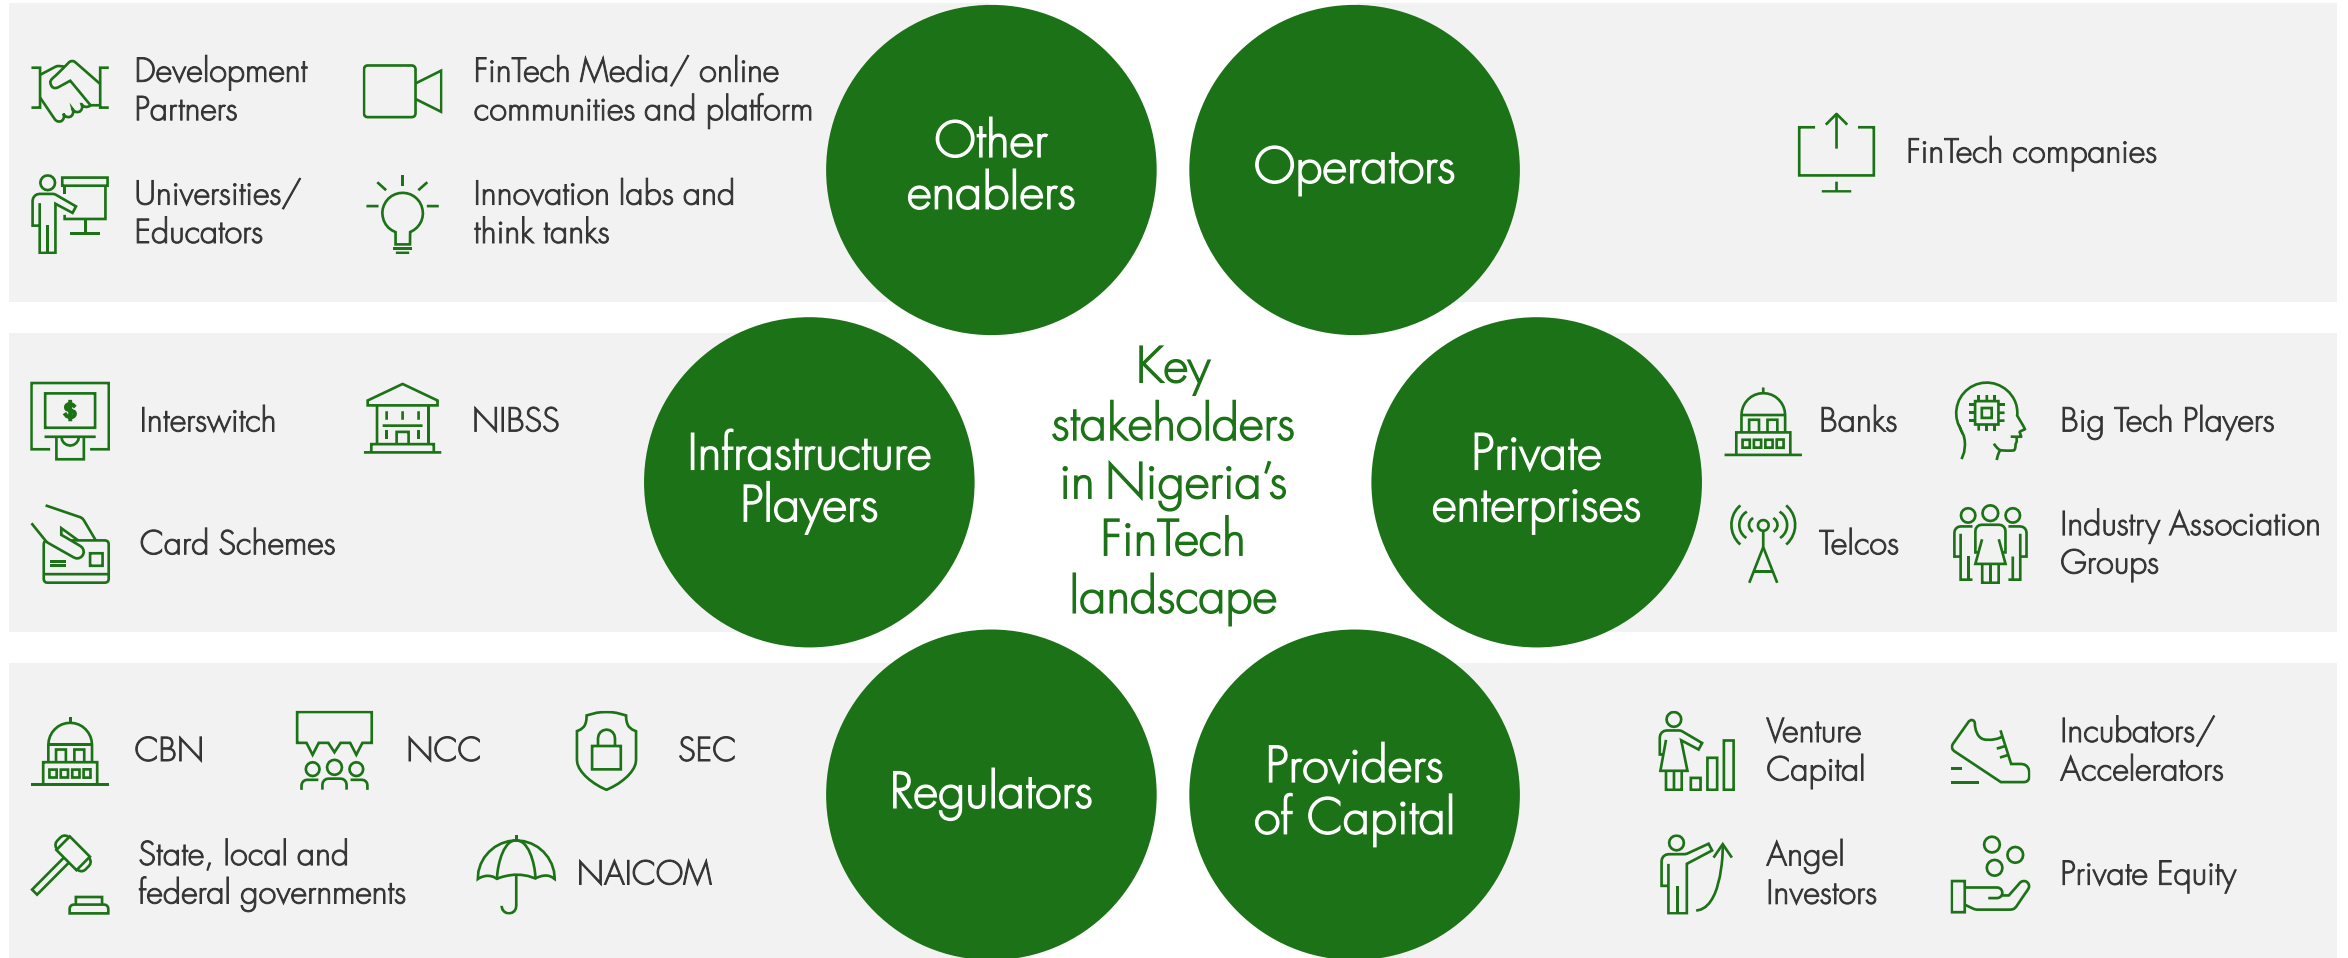 Development
Partners
FinTech Media/ online
communities and platform
Universities/
Educators
Innovation labs and
think tanks
Other
enablers
Operators
FinTech companies
Interswitch
NIBSS
Card Schemes
Infrastructure
Players
Key
stakeholders
in Nigeria’s
FinTech
landscape
Private
enterprises
Banks
Big Tech Players
Telcos
Industry Association
Groups
CBN
NCC
SEC
State, local and
federal governments
NAICOM
Regulators
Providers
of Capital
Venture
Capital
Incubators/
Accelerators
Angel
Investors
Private Equity
$